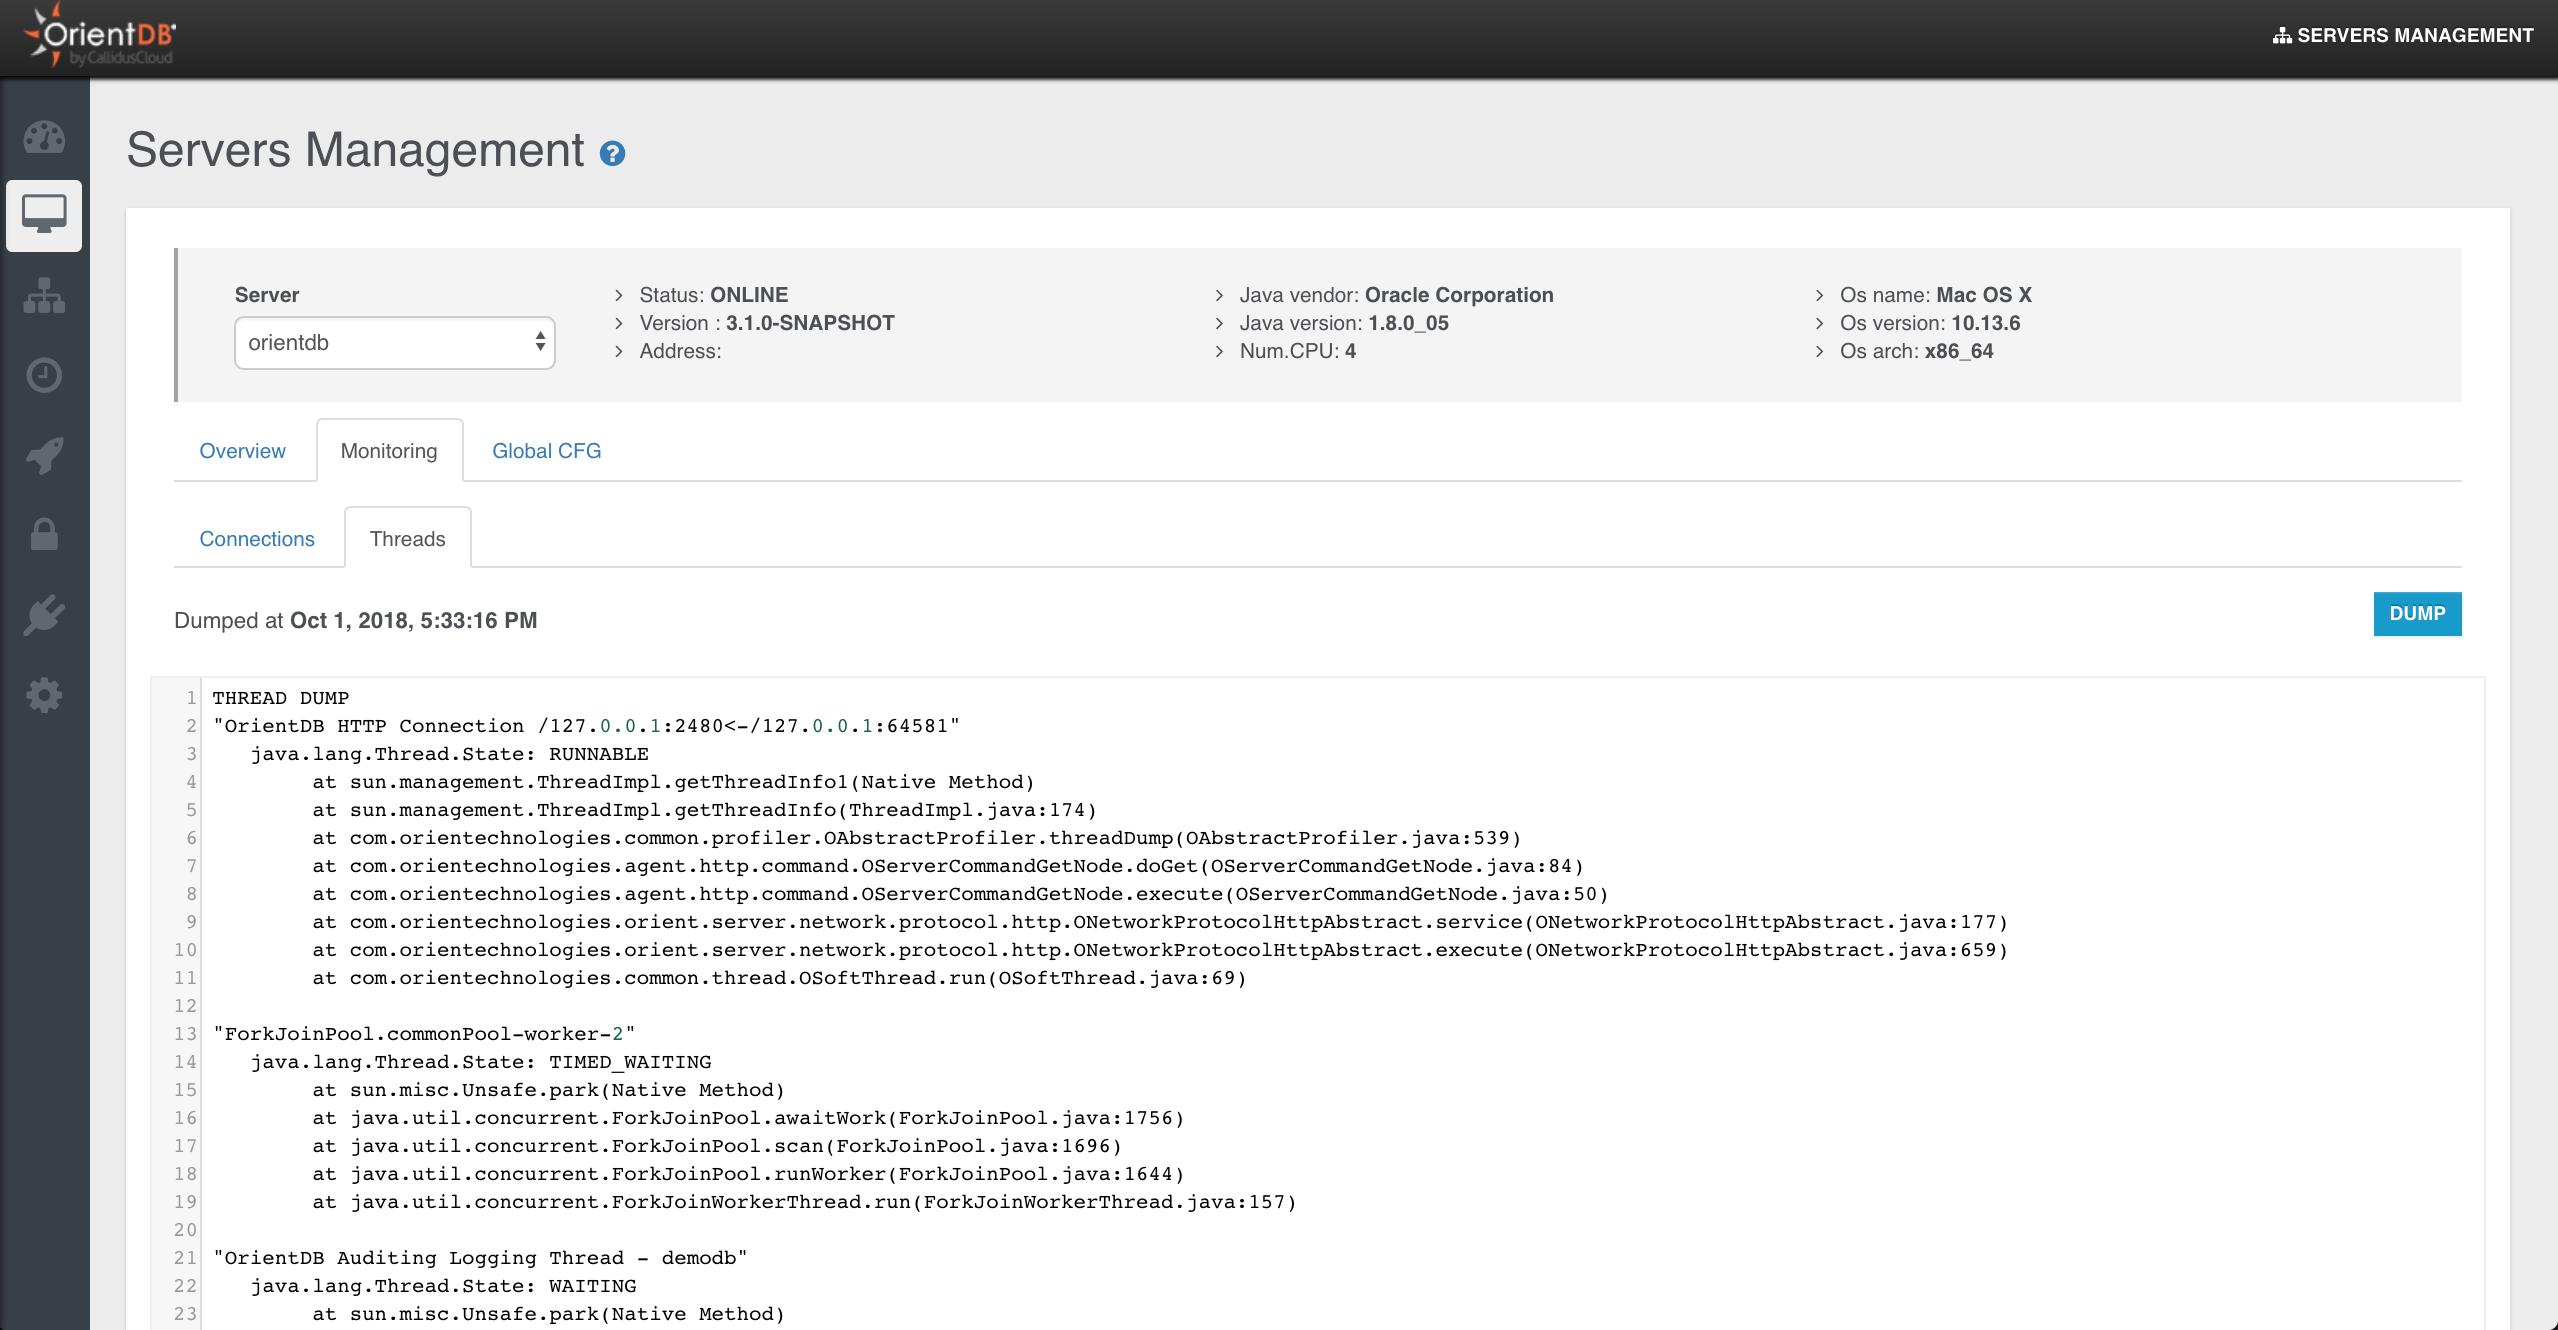 OrientDB
by CallidusCloud
SERVERS MANAGEMENT
Servers Management ?
Server
orientdb
Status: ONLINE
Version : 3.1.0-SNAPSHOT
Address:
Java vendor: Oracle Corporation
Java version: 1.8.0_05
Num.CPU: 4
Os name: Mac OS X
Os version: 10.13.6
Os arch: x86_64
Overview Monitoring Global CFG
Connections Threads
Dumped at Oct 1, 2018, 5:33:16 PM
DUMP
1 THREAD DUMP
2 "OrientDB HTTP Connection /127.0.0.1:2480<-/127.0.0.1:64581"
3 java.lang.Thread.State: RUNNABLE
4 at sun.management.ThreadImpl.getThreadInfo1(Native Method)
5 at sun.management.ThreadImpl.getThreadInfo(ThreadImpl.java:174)
6 at com.orientechnologies.common.profiler.OAbstractProfiler.threadDump(OAbstractProfiler.java:539)
7 at com.orientechnologies.agent.http.command.OServerCommandGetNode.doGet(OServerCommandGetNode.java:84)
8 at com.orientechnologies.agent.http.command.OServerCommandGetNode.execute(OServerCommandGetNode.java:50)
9 at com.orientechnologies.orient.server.network.protocol.http.ONetworkProtocolHttpAbstract.service(ONetworkProtocolHttpAbstract.java:177)
10 at com.orientechnologies.orient.server.network.protocol.http.ONetworkProtocolHttpAbstract.execute(ONetworkProtocolHttpAbstract.java:659)
11 at com.orientechnologies.common.thread.OSoftThread.run(OSoftThread.java:69)
12
13 "ForkJoinPool.commonPool-worker-2"
14 java.lang.Thread.State: TIMED_WAITING
15 at sun.misc.Unsafe.park(Native Method)
16 at java.util.concurrent.ForkJoinPool.awaitWork(ForkJoinPool.java:1756)
17 at java.util.concurrent.ForkJoinPool.scan(ForkJoinPool.java:1696)
18 at java.util.concurrent.ForkJoinPool.runWorker(ForkJoinPool.java:1644)
19 at java.util.concurrent.ForkJoinWorkerThread.run(ForkJoinWorkerThread.java:157)
20
21 "OrientDB Auditing Logging Thread - demodb"
22 java.lang.Thread.State: WAITING
23 at sun.misc.Unsafe.park(Native Method)